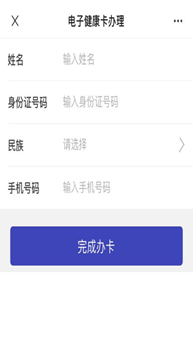 电子健康卡办理
姓名 输入姓名
身份证号码 输入身份证号码
民族 请选择
手机号码 输入手机号码
完成办卡